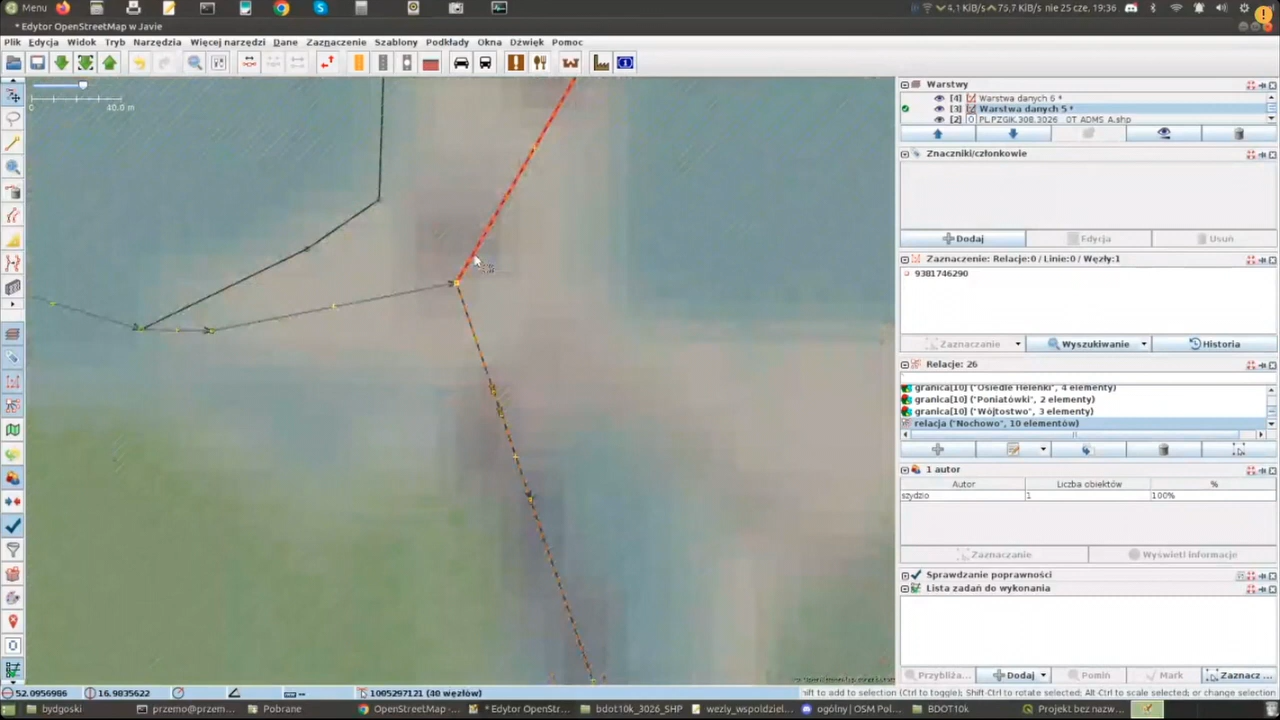 Menu
4,1 KiB/s 76,7 KiB/s nie 25 cze, 19:36
* Edytor OpenStreetMap w Javie
Plik Edycja Widok Tryb Narzędzia Więcej narzędzi Dane Zaznaczenie Szablony Podkłady Okna Dźwięk Pomoc
0 40.0 m
Warstwy
[4] Warstwa danych 6 *
[3] Warstwa danych 5 *
[2] PL.PZGIK.308.3026__OT_ADMS_A.shp
Znaczniki/członkowie
Dodaj Edycja Usuń
Zaznaczenie: Relacje:0 / Linie:0 / Węzły:1
9381746290
Zaznaczanie Wyszukiwanie Historia
Relacje: 26
granica[10] ("Osiedle Helenki", 4 elementy)
granica[10] ("Poniatówki", 2 elementy)
granica[10] ("Wójtostwo", 3 elementy)
relacja ("Nochowo", 10 elementów)
1 autor
Autor Liczba obiektów %
szydzio 1 100%
Zaznaczanie Wyświetl informacje
Sprawdzanie poprawności
Lista zadań do wykonania
Przybliża... Dodaj Pomiń Mark Zaznacz ...
52.0956986 16.9835622 -- 1005297121 (40 węzłów) hift to add to selection (Ctrl to toggle); Shift-Ctrl to rotate selected; Alt-Ctrl to scale selected; or change selection
bydgoski przemo@przem... Pobrane OpenStreetMap -... * Edytor OpenStr... bdot10k_3026_SHP wezly_wspoldziel... ogólny | OSM Pol... BDOT10k Projekt bez nazw...